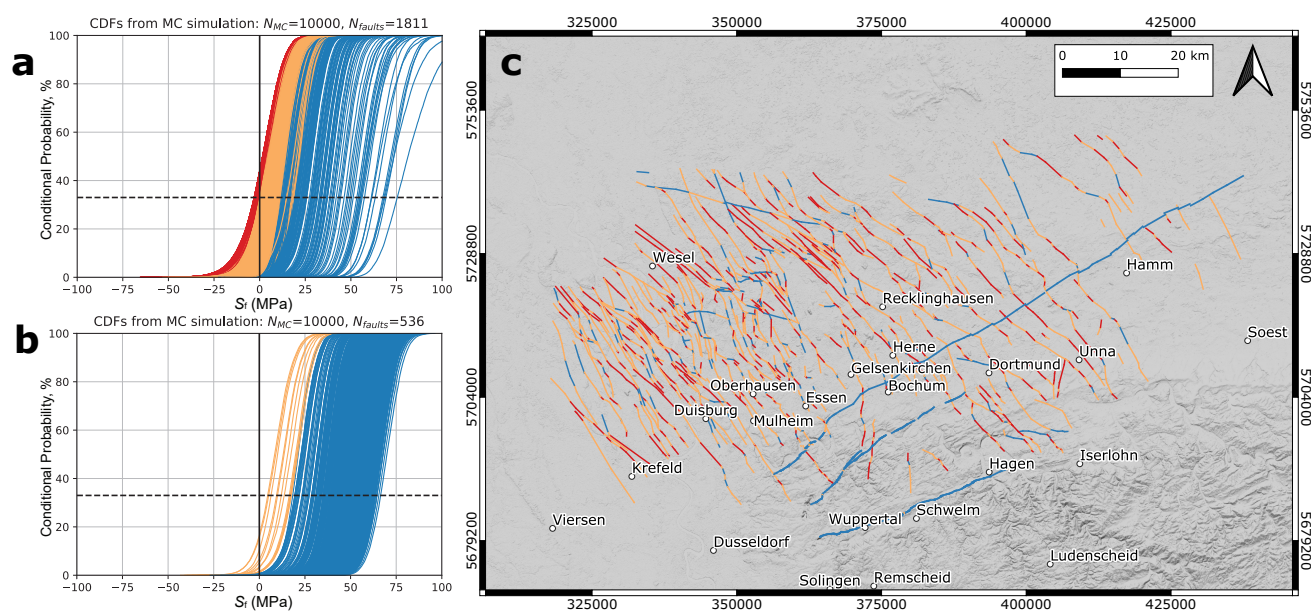 CDFs from MC simulation: N_MC=10000, N_faults=1811
a
Conditional Probability, %
100
80
60
40
20
0
−100 −75 −50 −25 0 25 50 75 100
Sf (MPa)
CDFs from MC simulation: N_MC=10000, N_faults=536
b
Conditional Probability, %
100
80
60
40
20
0
−100 −75 −50 −25 0 25 50 75 100
Sf (MPa)
325000 350000 375000 400000 425000
c
0 10 20 km
5753600 5753600
5728800 5728800
5704000 5704000
5679200 5679200
Wesel
Hamm
Recklinghausen
Soest
Herne
Unna
Gelsenkirchen
Dortmund
Oberhausen
Bochum
Essen
Duisburg
Mulheim
Krefeld
Iserlohn
Hagen
Schwelm
Viersen
Wuppertal
Dusseldorf
Ludenscheid
Solingen
Remscheid
325000 350000 375000 400000 425000